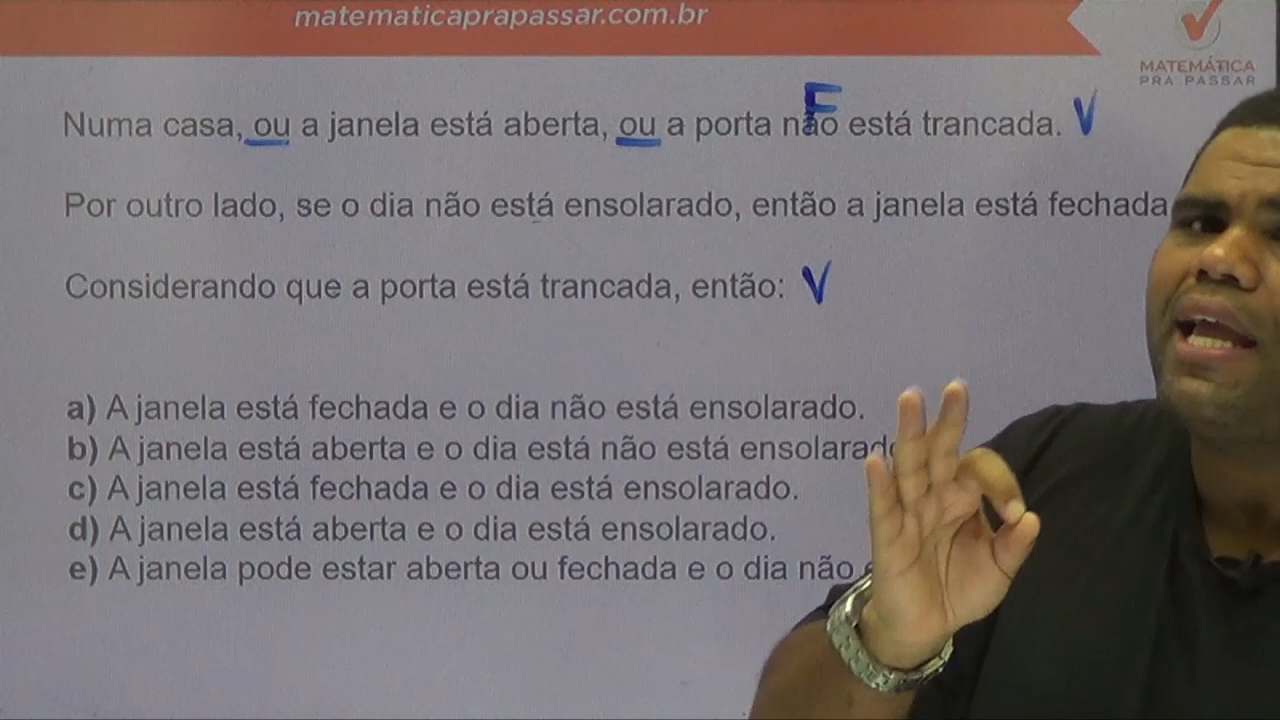 matematicaprapassar.com.br
MATEMÁTICA
PRA PASSAR
F
Numa casa, ou a janela está aberta, ou a porta não está trancada. V
Por outro lado, se o dia não está ensolarado, então a janela está fechada
Considerando que a porta está trancada, então: V
a) A janela está fechada e o dia não está ensolarado.
b) A janela está aberta e o dia está não está ensolarado
c) A janela está fechada e o dia está ensolarado.
d) A janela está aberta e o dia está ensolarado.
e) A janela pode estar aberta ou fechada e o dia não